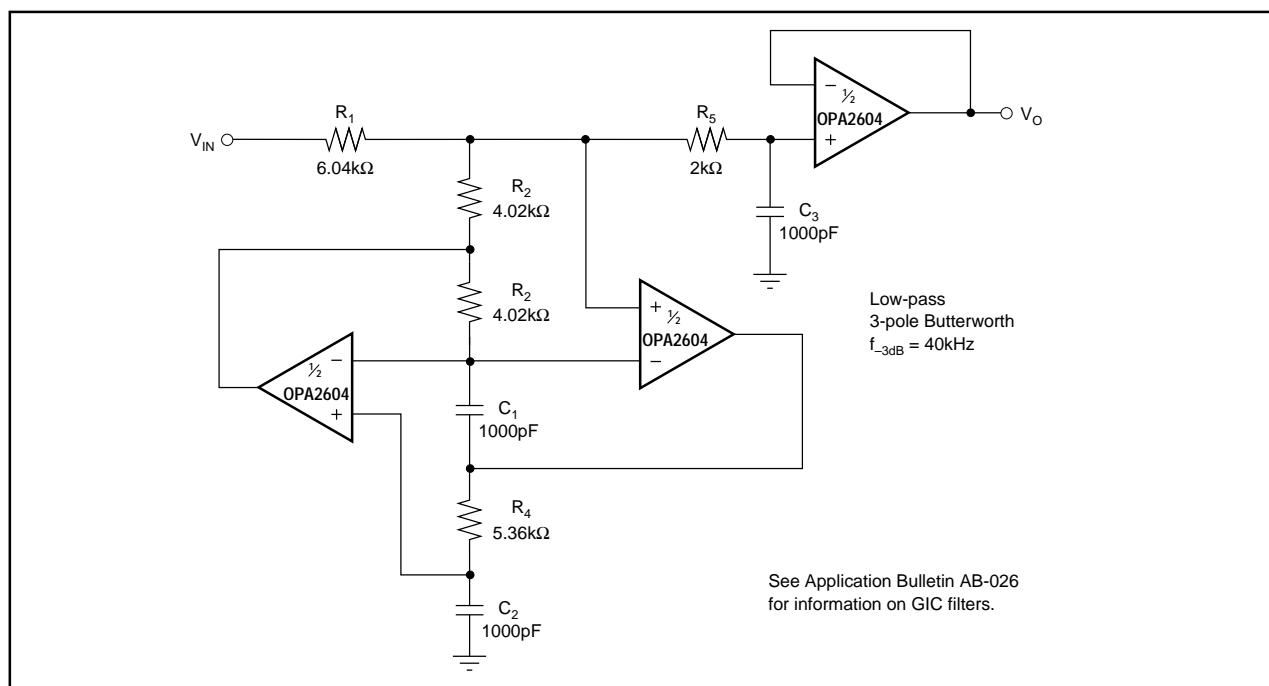 R1
VIN
6.04kΩ
R5
2kΩ
−
½
OPA2604
+
VO
R2
4.02kΩ
C3
1000pF
R2
4.02kΩ
+
½
OPA2604
−
Low-pass
3-pole Butterworth
f–3dB = 40kHz
−
½
OPA2604
+
C1
1000pF
R4
5.36kΩ
C2
1000pF
See Application Bulletin AB-026
for information on GIC filters.